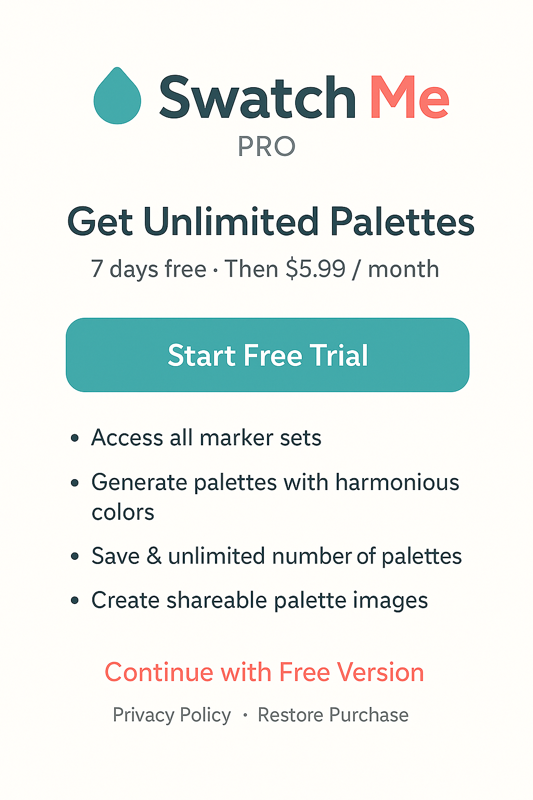 Swatch Me
PRO
Get Unlimited Palettes
7 days free · Then $5.99 / month
Start Free Trial
• Access all marker sets
• Generate palettes with harmonious
colors
• Save & unlimited number of palettes
• Create shareable palette images
Continue with Free Version
Privacy Policy · Restore Purchase